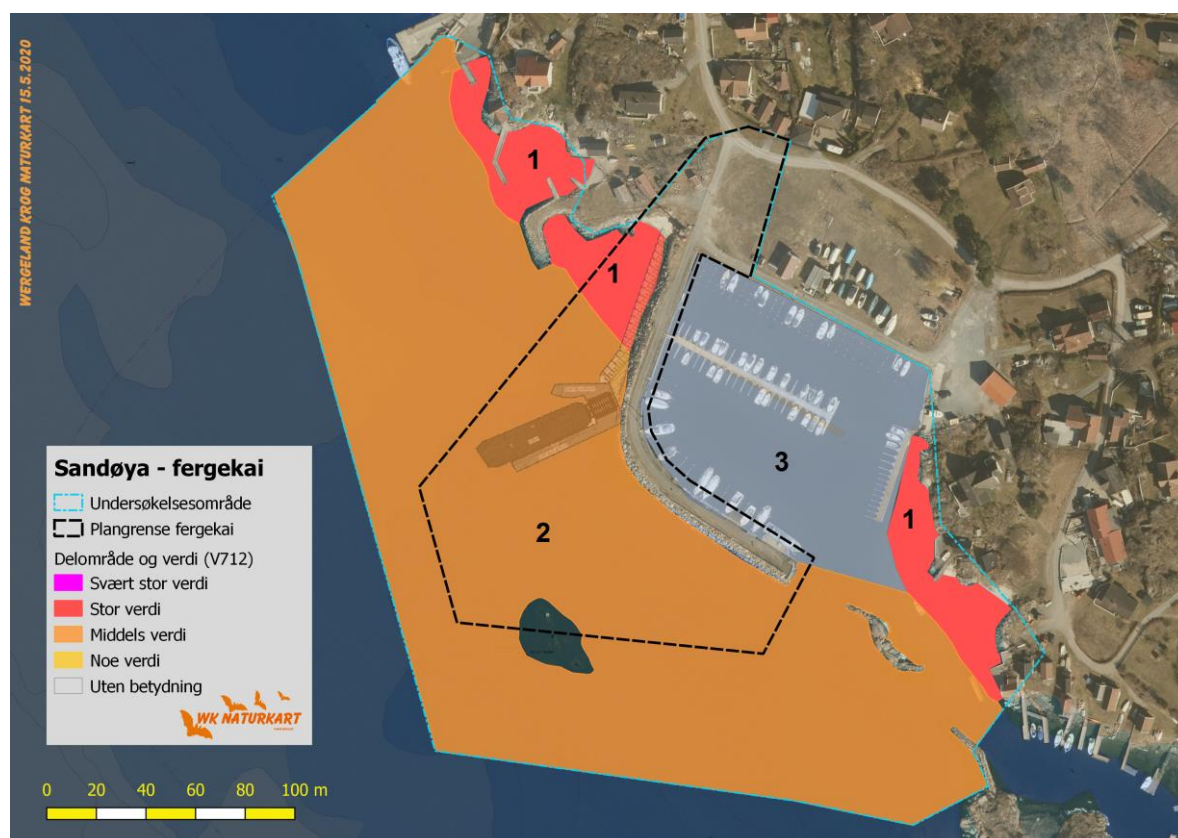 WERGELAND KROG NATURKART 15.5.2020
1
1
3
1
2
Sandøya - fergekai
Undersøkelsesområde
Plangrense fergekai
Delområde og verdi (V712)
Svært stor verdi
Stor verdi
Middels verdi
Noe verdi
Uten betydning
WK NATURKART
0 20 40 60 80 100 m